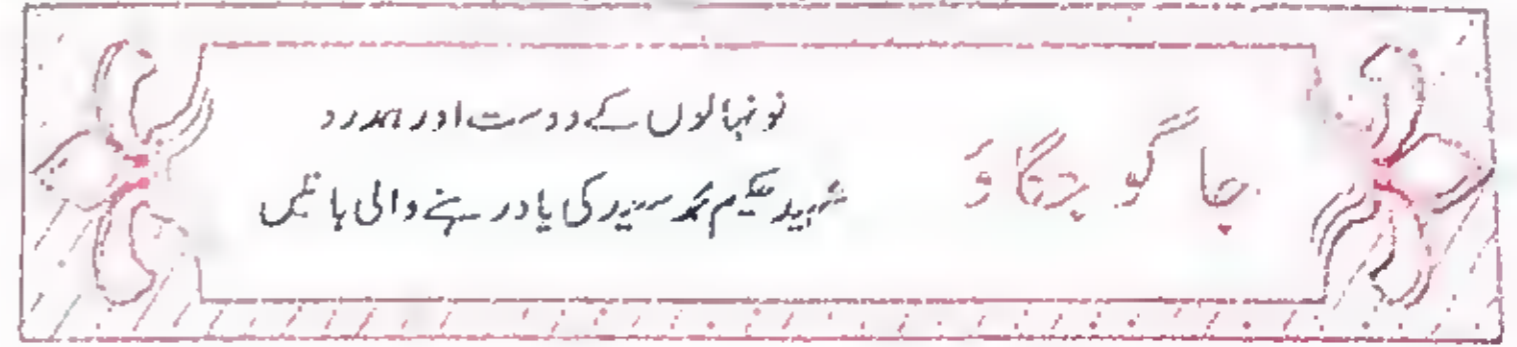 جاگو جگاؤ
نونہالوں کے دوست اور ہمدرد
شہید حکیم محمد سعید کی یاد رہنے والی باتیں